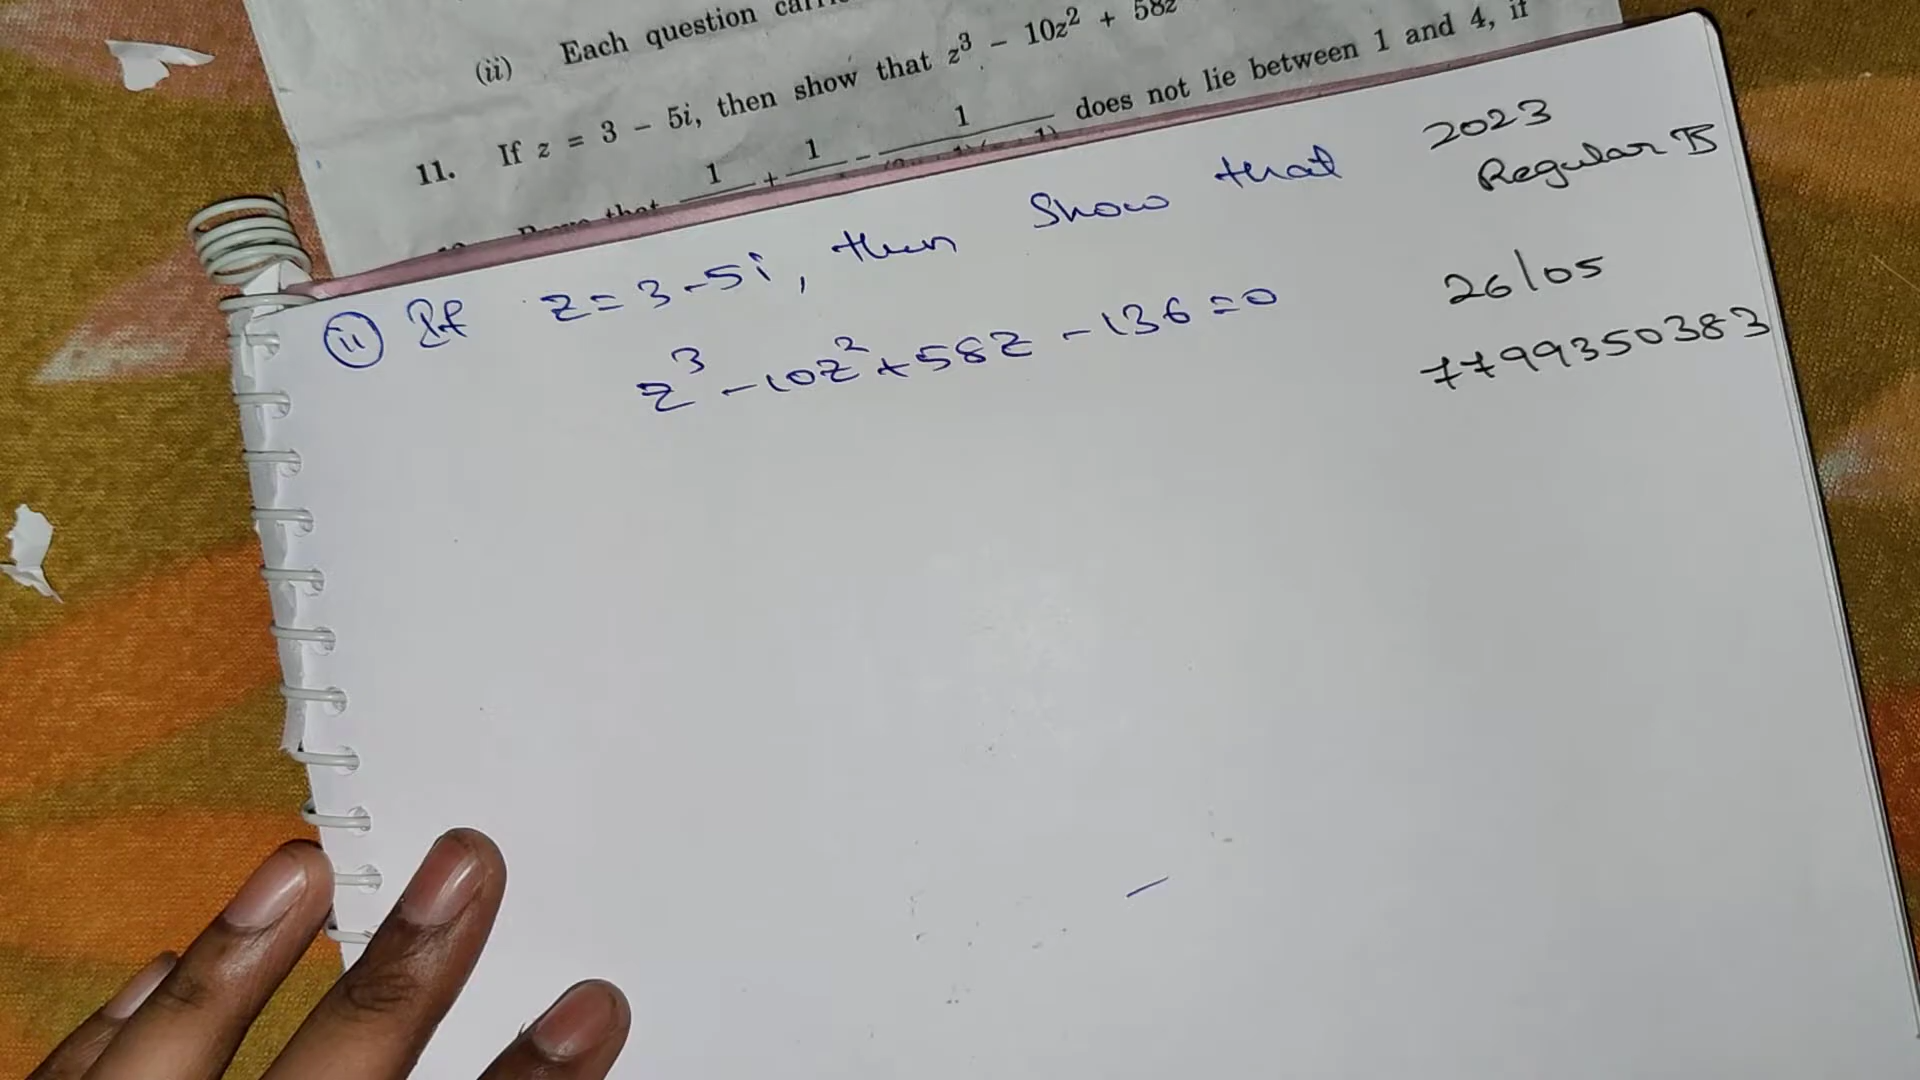 (ii) Each question
11. If z = 3 - 5i, then show that z³ - 10z² + 58z
that 1 + 1 - 1 does not lie between 1 and 4, if
11 If z = 3 - 5i, then Show that
z³ - 10z² + 58z - 136 = 0
2023
Regular B
26/05
7799350383